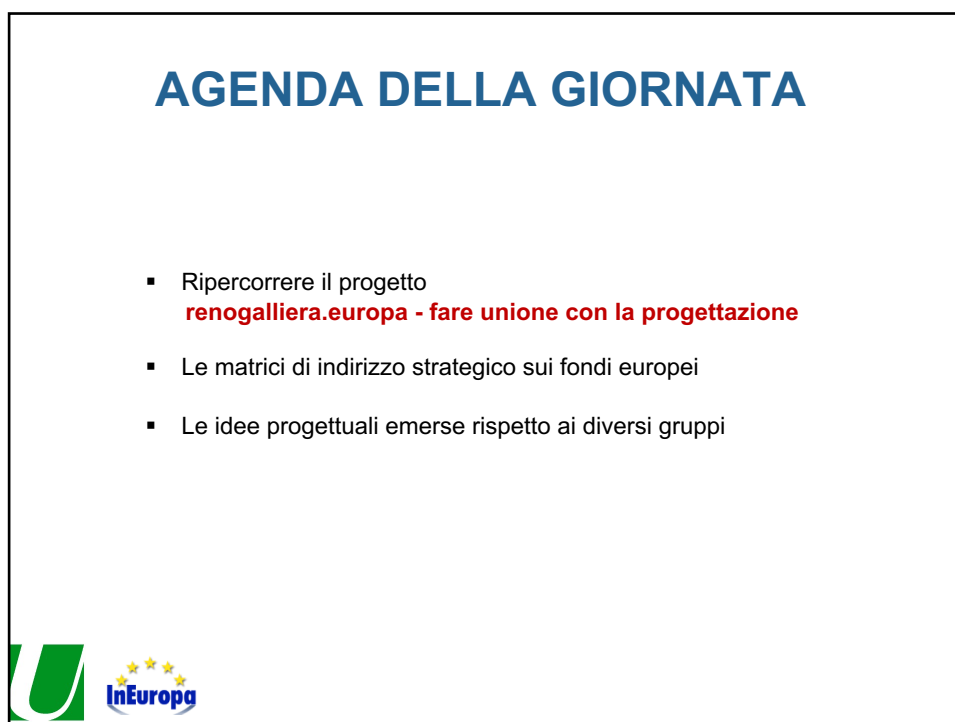 AGENDA DELLA GIORNATA
▪ Ripercorrere il progetto
renogalliera.europa - fare unione con la progettazione
▪ Le matrici di indirizzo strategico sui fondi europei
▪ Le idee progettuali emerse rispetto ai diversi gruppi
U
InEuropa